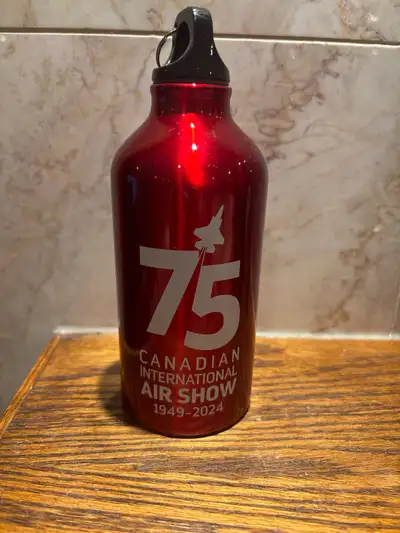 75
CANADIAN
INTERNATIONAL
AIR SHOW
1949-2024